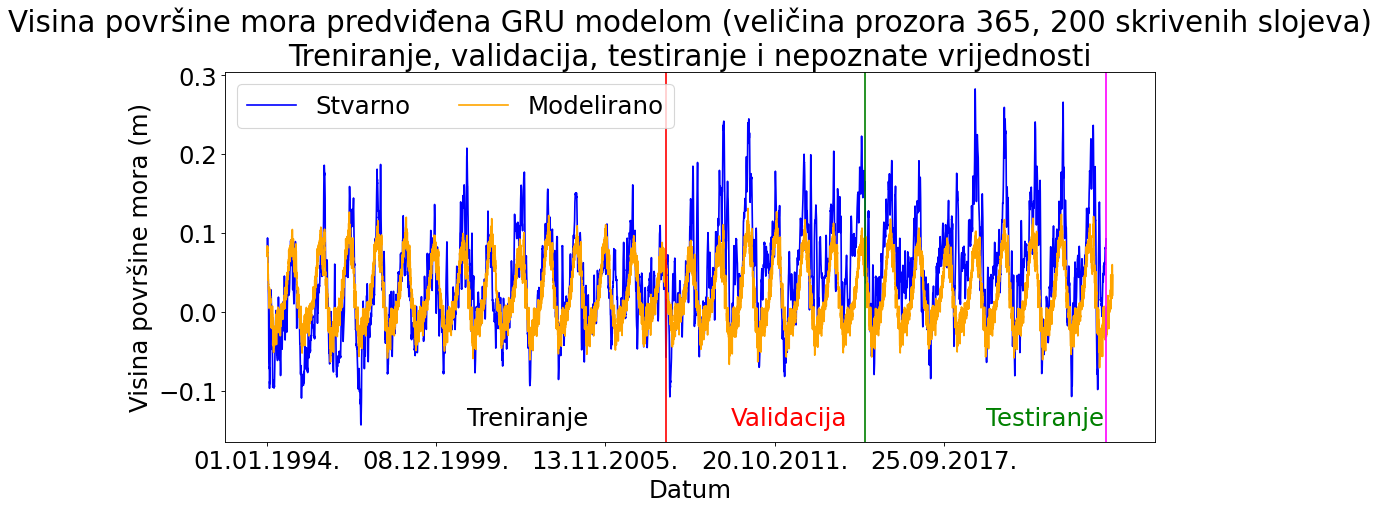 Visina površine mora predviđena GRU modelom (veličina prozora 365, 200 skrivenih slojeva)
Treniranje, validacija, testiranje i nepoznate vrijednosti
Visina površine mora (m)
0.3
0.2
0.1
0.0
−0.1
Stvarno Modelirano
Treniranje Validacija Testiranje
01.01.1994. 08.12.1999. 13.11.2005. 20.10.2011. 25.09.2017.
Datum